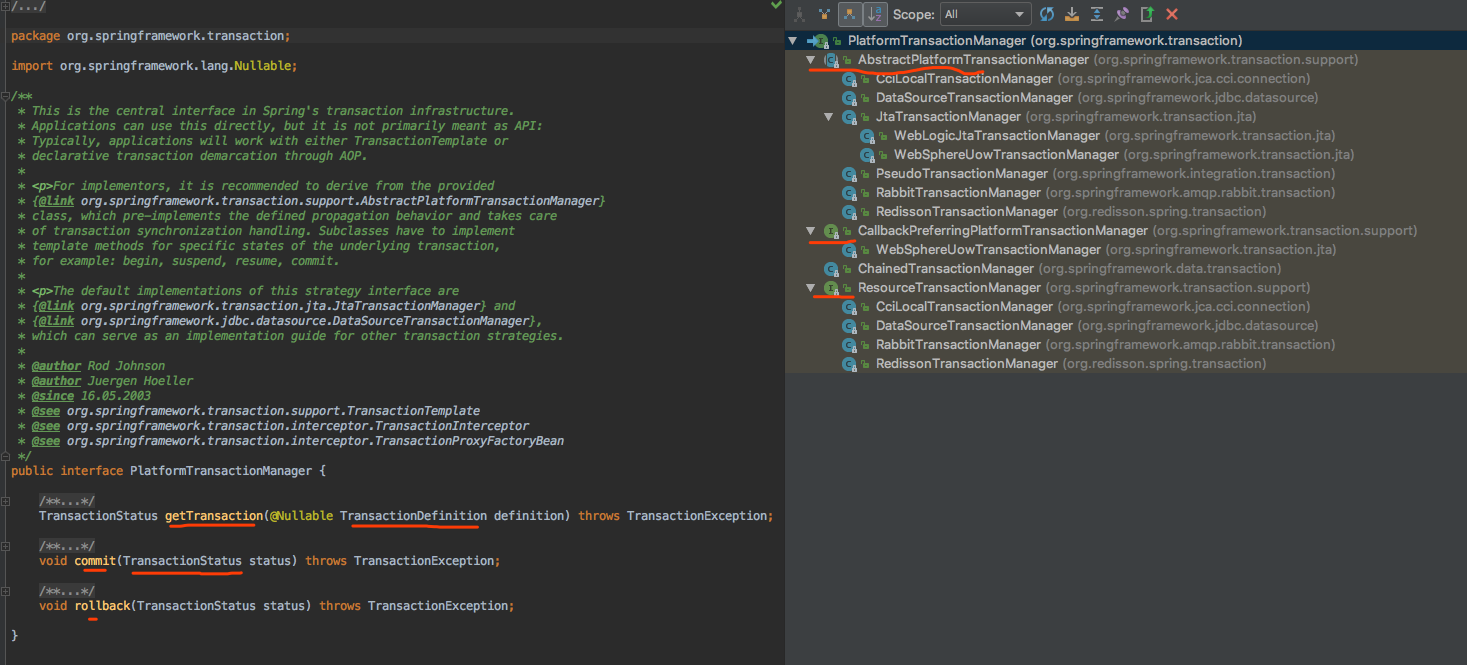 /.../
package org.springframework.transaction;
import org.springframework.lang.Nullable;
/**
* This is the central interface in Spring's transaction infrastructure.
* Applications can use this directly, but it is not primarily meant as API:
* Typically, applications will work with either TransactionTemplate or
* declarative transaction demarcation through AOP.
*
* <p>For implementors, it is recommended to derive from the provided
* {@link org.springframework.transaction.support.AbstractPlatformTransactionManager}
* class, which pre-implements the defined propagation behavior and takes care
* of transaction synchronization handling. Subclasses have to implement
* template methods for specific states of the underlying transaction,
* for example: begin, suspend, resume, commit.
*
* <p>The default implementations of this strategy interface are
* {@link org.springframework.transaction.jta.JtaTransactionManager} and
* {@link org.springframework.jdbc.datasource.DataSourceTransactionManager},
* which can serve as an implementation guide for other transaction strategies.
*
* @author Rod Johnson
* @author Juergen Hoeller
* @since 16.05.2003
* @see org.springframework.transaction.support.TransactionTemplate
* @see org.springframework.transaction.interceptor.TransactionInterceptor
* @see org.springframework.transaction.interceptor.TransactionProxyFactoryBean
*/
public interface PlatformTransactionManager {
/**...*/
TransactionStatus getTransaction(@Nullable TransactionDefinition definition) throws TransactionException;
/**...*/
void commit(TransactionStatus status) throws TransactionException;
/**...*/
void rollback(TransactionStatus status) throws TransactionException;
}
Scope: All
PlatformTransactionManager (org.springframework.transaction)
AbstractPlatformTransactionManager (org.springframework.transaction.support)
CciLocalTransactionManager (org.springframework.jca.cci.connection)
DataSourceTransactionManager (org.springframework.jdbc.datasource)
JtaTransactionManager (org.springframework.transaction.jta)
WebLogicJtaTransactionManager (org.springframework.transaction.jta)
WebSphereUowTransactionManager (org.springframework.transaction.jta)
PseudoTransactionManager (org.springframework.integration.transaction)
RabbitTransactionManager (org.springframework.amqp.rabbit.transaction)
RedissonTransactionManager (org.redisson.spring.transaction)
CallbackPreferringPlatformTransactionManager (org.springframework.transaction.support)
WebSphereUowTransactionManager (org.springframework.transaction.jta)
ChainedTransactionManager (org.springframework.data.transaction)
ResourceTransactionManager (org.springframework.transaction.support)
CciLocalTransactionManager (org.springframework.jca.cci.connection)
DataSourceTransactionManager (org.springframework.jdbc.datasource)
RabbitTransactionManager (org.springframework.amqp.rabbit.transaction)
RedissonTransactionManager (org.redisson.spring.transaction)